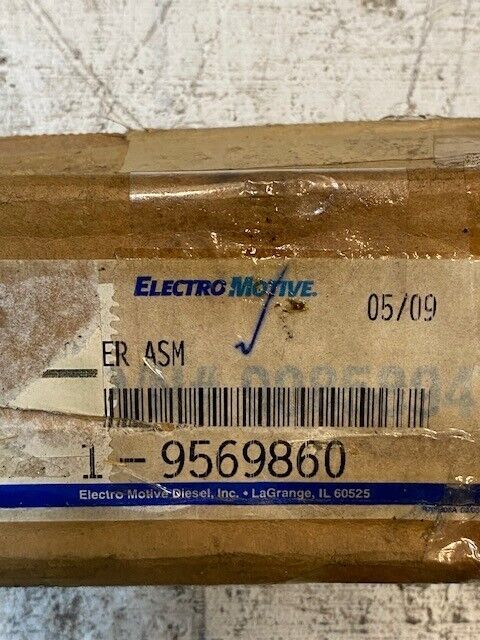 ELECTRO-MOTIVE.
05/09
ER ASM
1-9569860
Electro Motive Diesel, Inc. • LaGrange, IL 60525